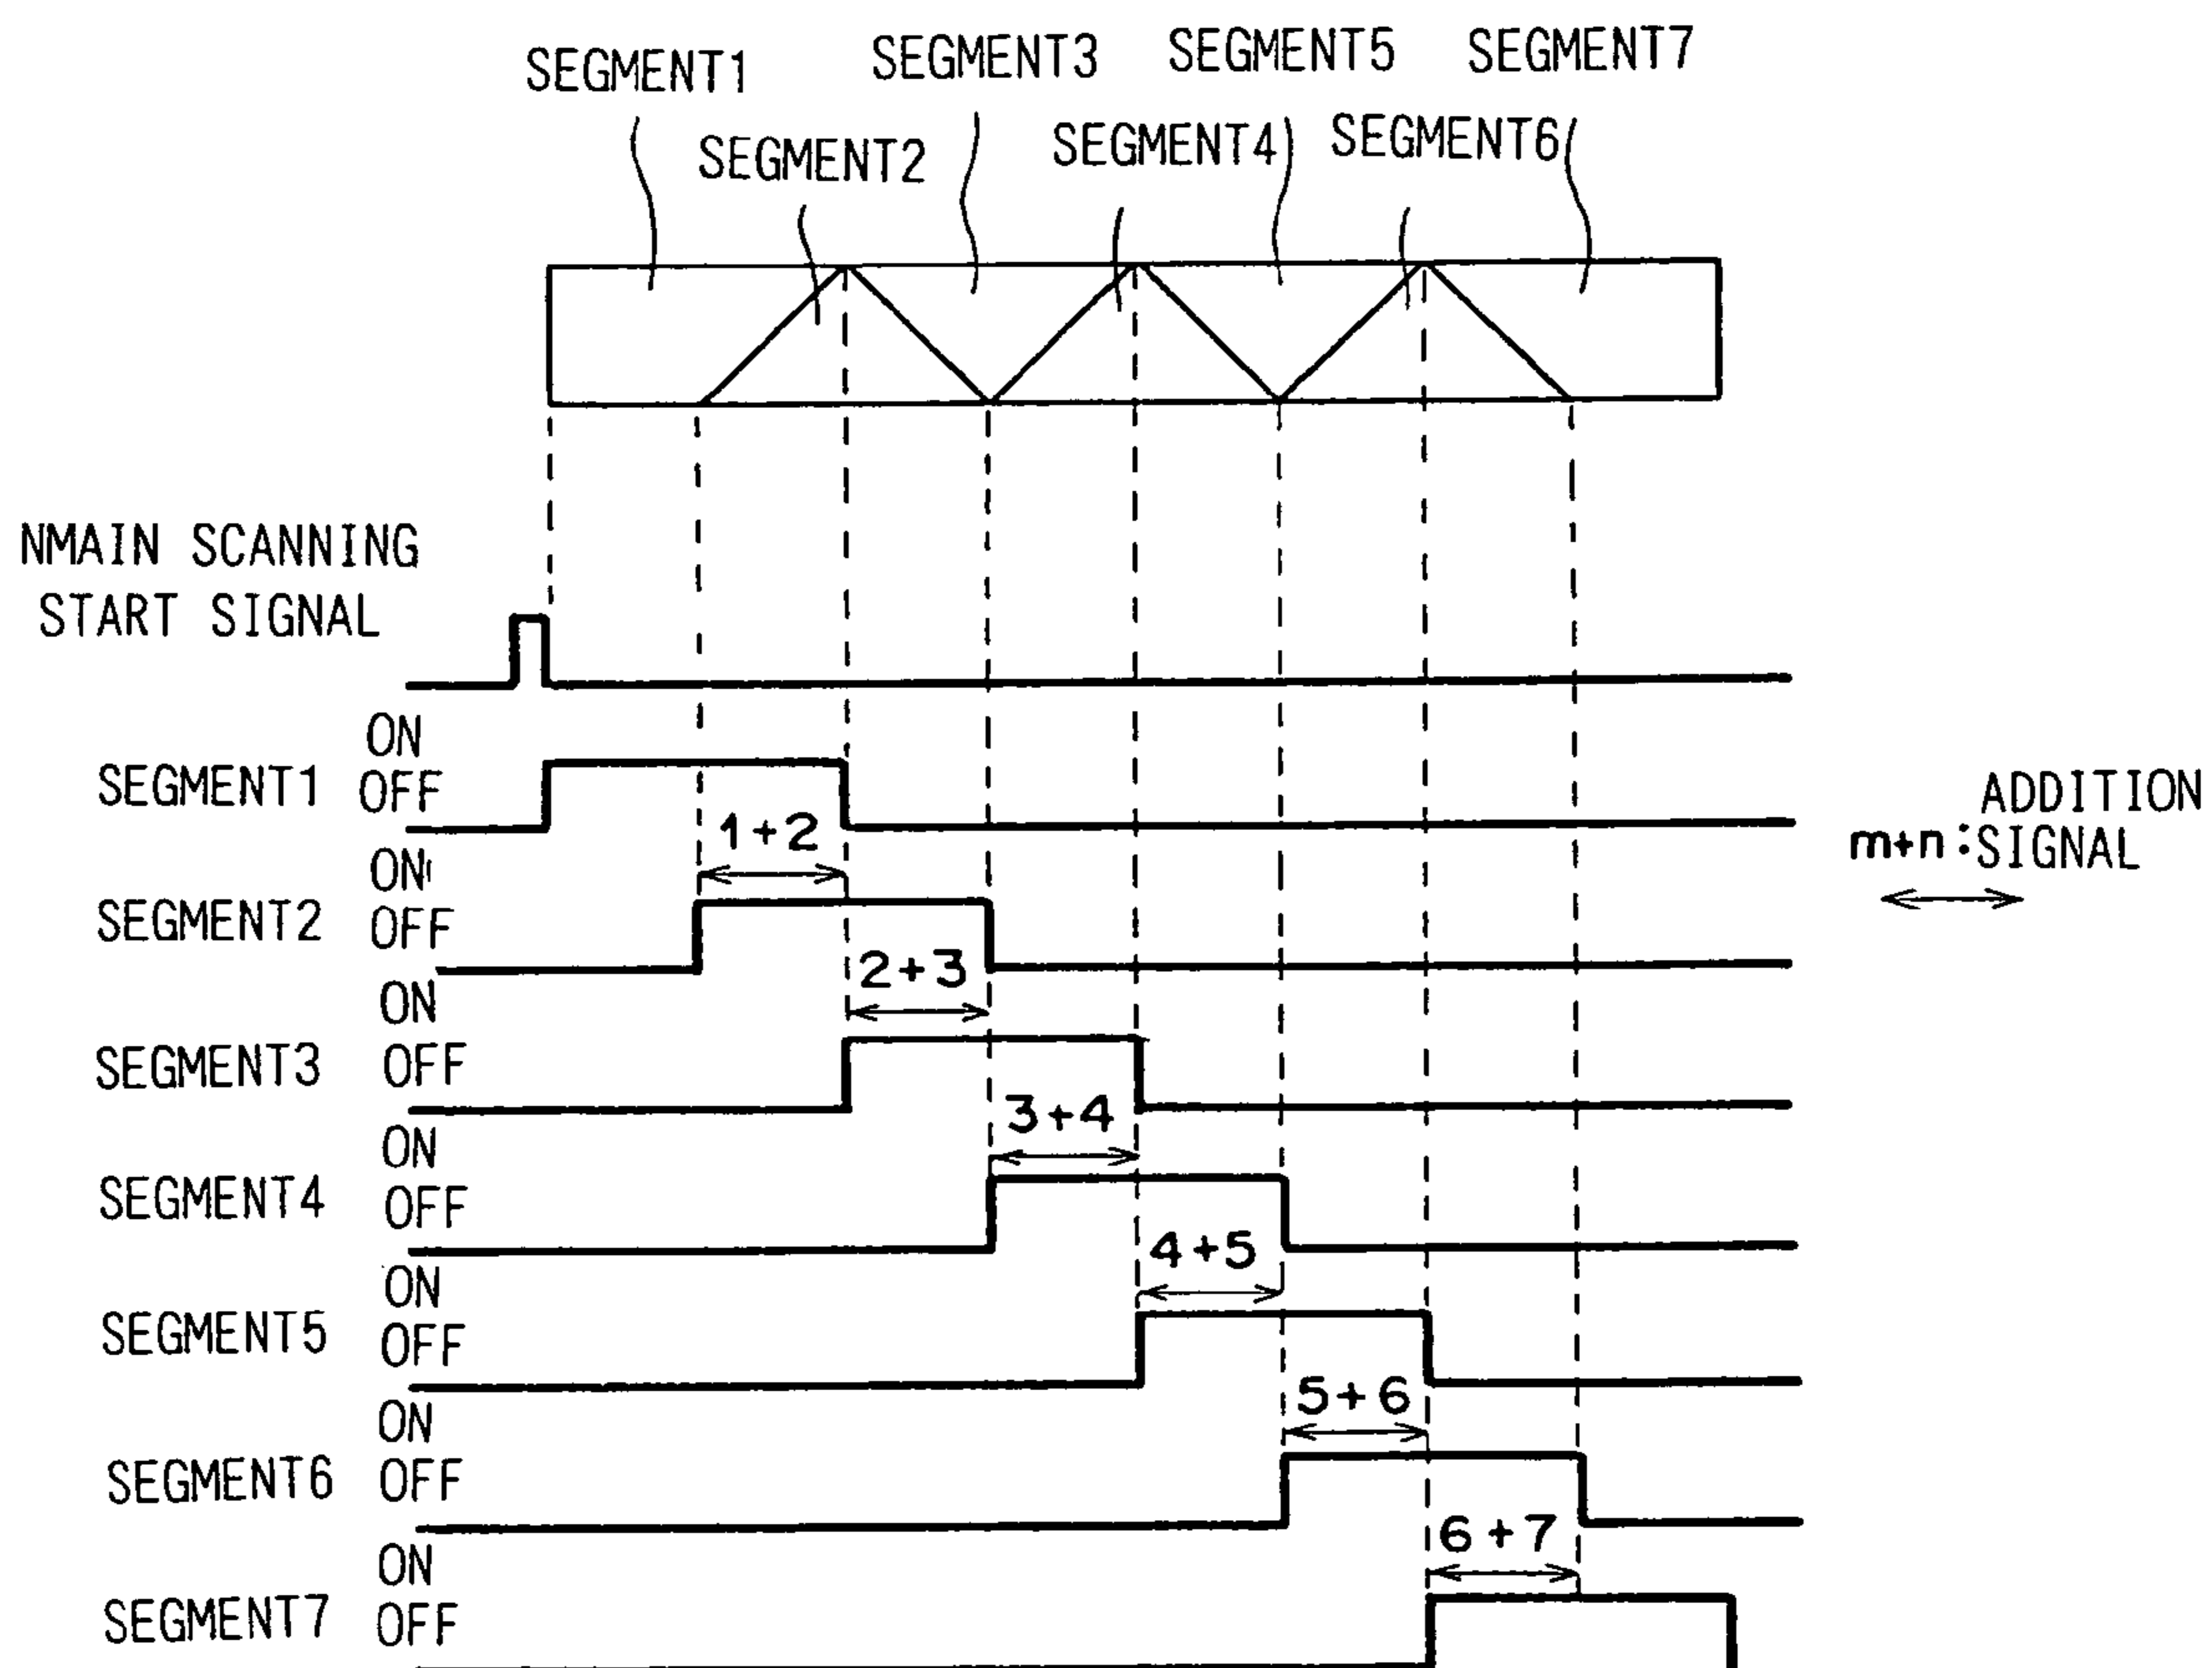 SEGMENT1
SEGMENT3
SEGMENT5
SEGMENT7
SEGMENT2
SEGMENT4
SEGMENT6
NMAIN SCANNING
START SIGNAL
ON
SEGMENT1 OFF
1+2
ADDITION
m+n:SIGNAL
ON
SEGMENT2 OFF
2+3
ON
SEGMENT3 OFF
3+4
ON
SEGMENT4 OFF
4+5
ON
SEGMENT5 OFF
5+6
ON
SEGMENT6 OFF
6+7
ON
SEGMENT7 OFF